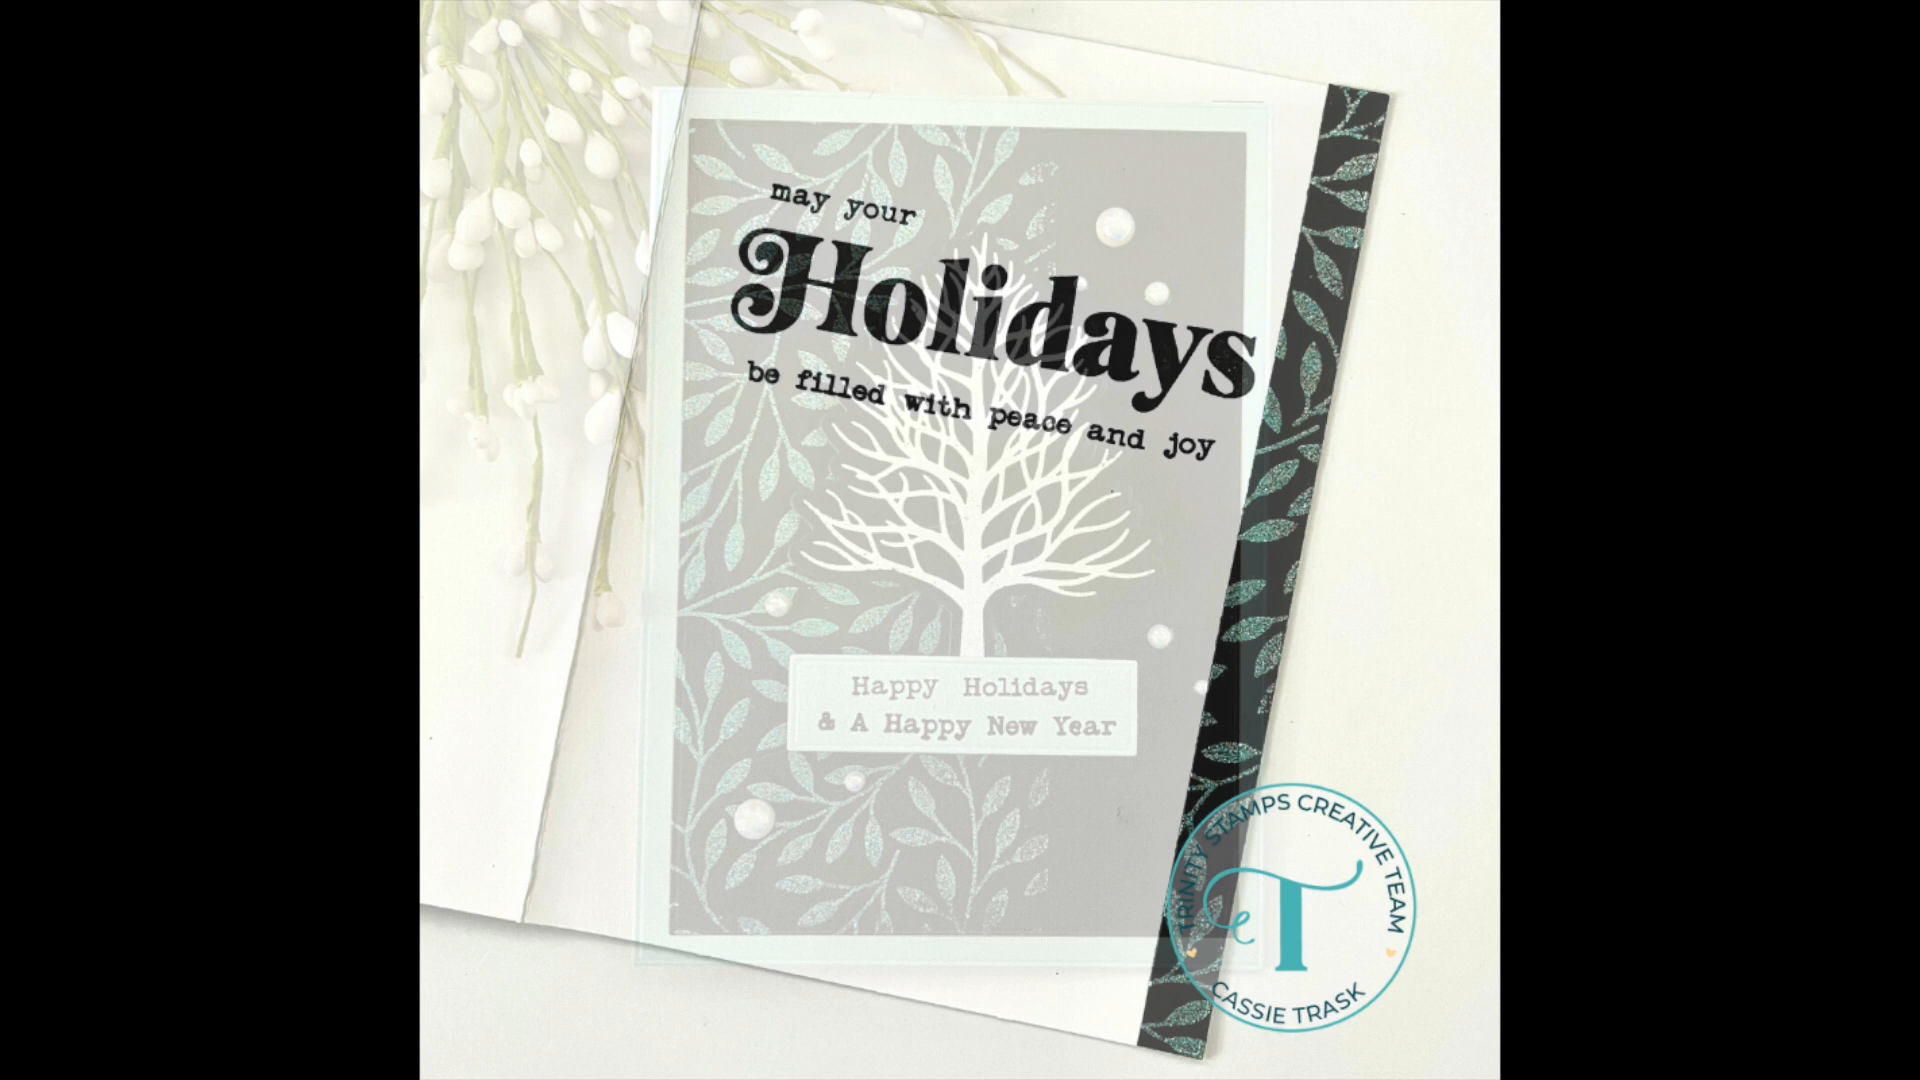 may your
Holidays
be filled with peace and joy
Happy Holidays
& A Happy New Year
TRINITY STAMPS CREATIVE TEAM
T
CASSIE TRASK